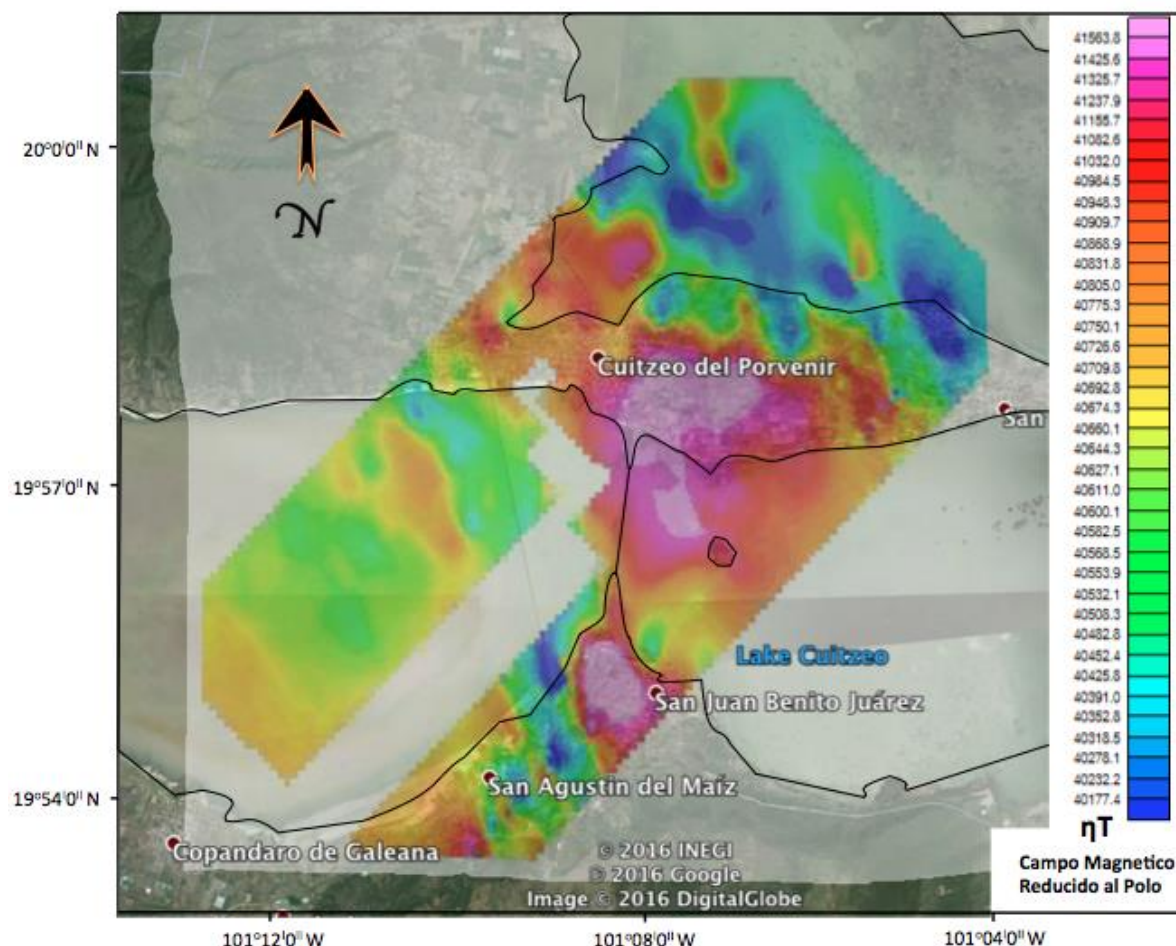 N
20°0'0'' N
19°57'0'' N
19°54'0'' N
Cuitzeo del Porvenir
San
Lake Cuitzeo
San Juan Benito Juárez
San Agustin del Maíz
Copandaro de Galeana
© 2016 INEGI
© 2016 Google
Image © 2016 DigitalGlobe
101°12'0'' W
101°08'0'' W
101°04'0'' W
41563.8
41425.6
41325.7
41237.9
41155.7
41082.6
41032.0
40984.5
40948.3
40909.7
40868.9
40831.8
40805.0
40775.3
40750.1
40726.6
40709.8
40692.8
40674.3
40660.1
40644.3
40627.1
40611.0
40600.1
40582.5
40568.5
40553.9
40532.1
40508.3
40482.8
40452.4
40425.8
40391.0
40352.8
40318.5
40278.1
40232.2
40177.4
ηT
Campo Magnetico
Reducido al Polo